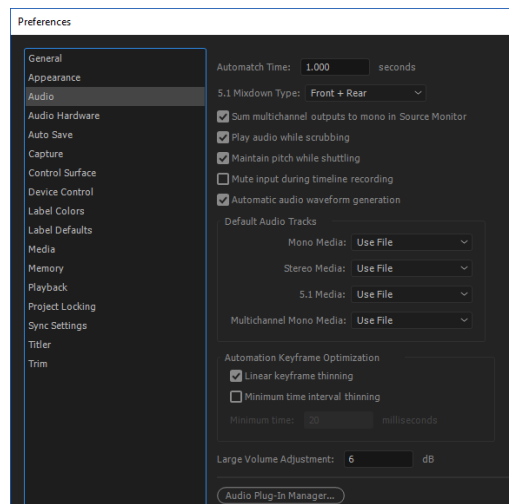 Preferences
General
Appearance
Audio
Audio Hardware
Auto Save
Capture
Control Surface
Device Control
Label Colors
Label Defaults
Media
Memory
Playback
Project Locking
Sync Settings
Titler
Trim
Automatch Time: 1.000 seconds
5.1 Mixdown Type: Front + Rear
Sum multichannel outputs to mono in Source Monitor
Play audio while scrubbing
Maintain pitch while shuttling
Mute input during timeline recording
Automatic audio waveform generation
Default Audio Tracks
Mono Media: Use File
Stereo Media: Use File
5.1 Media: Use File
Multichannel Mono Media: Use File
Automation Keyframe Optimization
Linear keyframe thinning
Minimum time interval thinning
Minimum time: 20 milliseconds
Large Volume Adjustment: 6 dB
Audio Plug-In Manager...